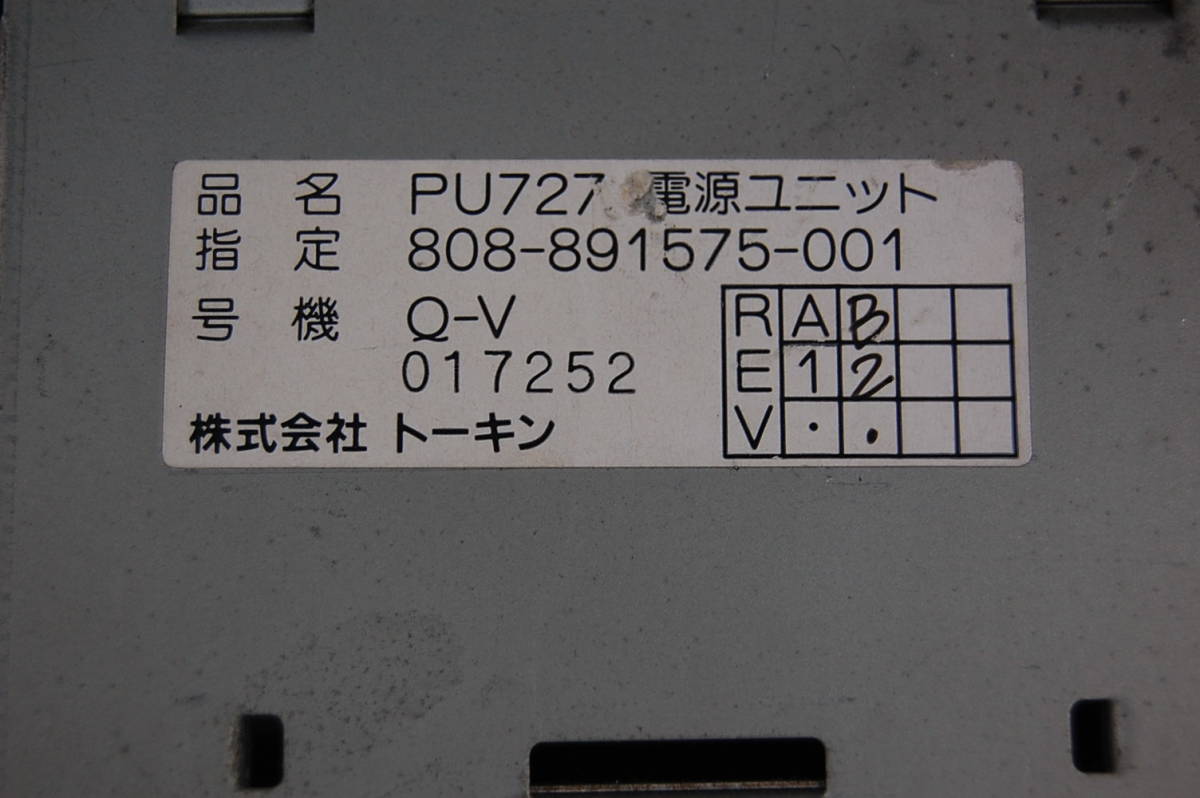 品 名 PU727 電源ユニット
指 定 808-891575-001
号 機 Q-V
017252
株式会社 トーキン
R A B
E 1 2
V · ·